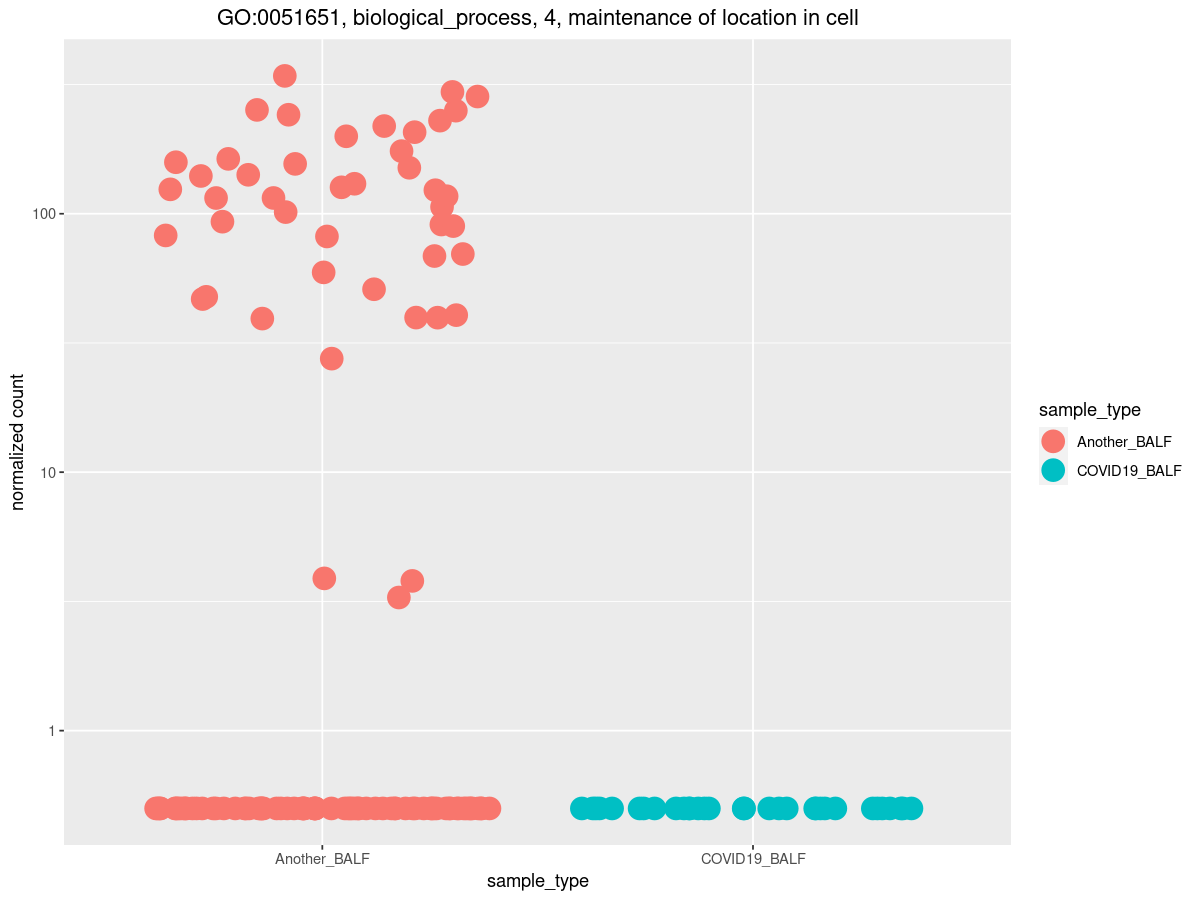 GO:0051651, biological_process, 4, maintenance of location in cell
normalized count
100
10
1
Another_BALF
COVID19_BALF
sample_type
sample_type
Another_BALF
COVID19_BALF